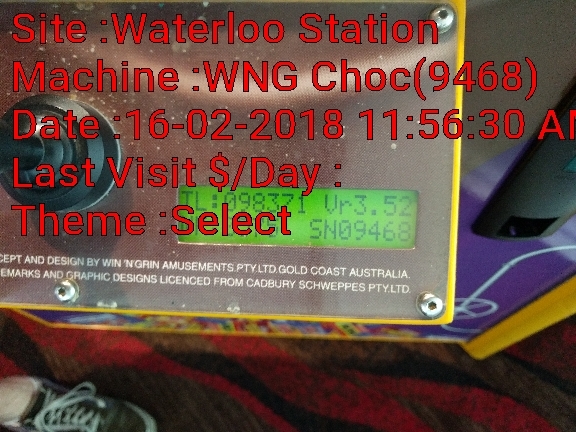 Site :Waterloo Station
Machine :WNG Choc(9468)
Date :16-02-2018 11:56:30 AM
Last Visit $/Day :
Theme :Select
TL:098371 Vr3.52
SN09468
CEPT AND DESIGN BY WIN 'N'GRIN AMUSEMENTS.PTY.LTD.GOLD COAST AUSTRALIA.
EMARKS AND GRAPHIC DESIGNS LICENCED FROM CADBURY SCHWEPPES PTY.LTD.